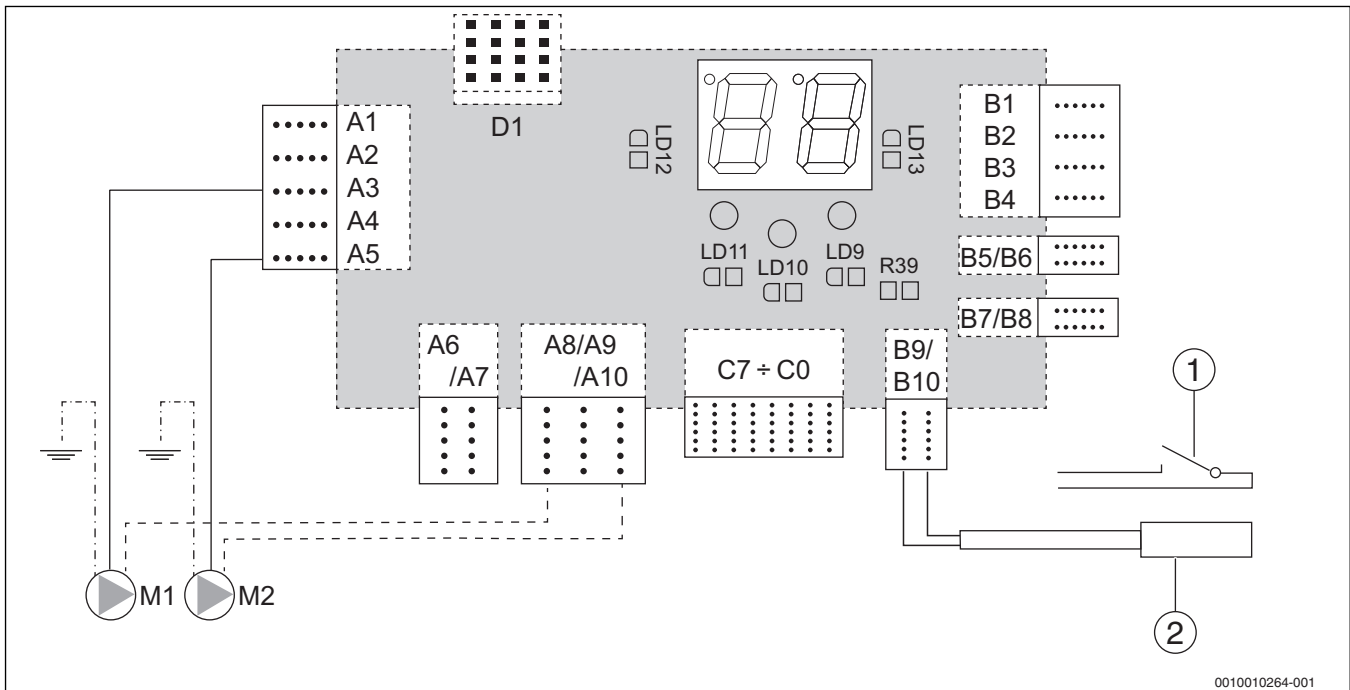 D1
A1
A2
A3
A4
A5
LD12
LD13
B1
B2
B3
B4
B5/B6
B7/B8
LD11
LD10
LD9
R39
A6
/A7
A8/A9
/A10
C7 ÷ C0
B9/
B10
1
2
M1
M2
0010010264-001